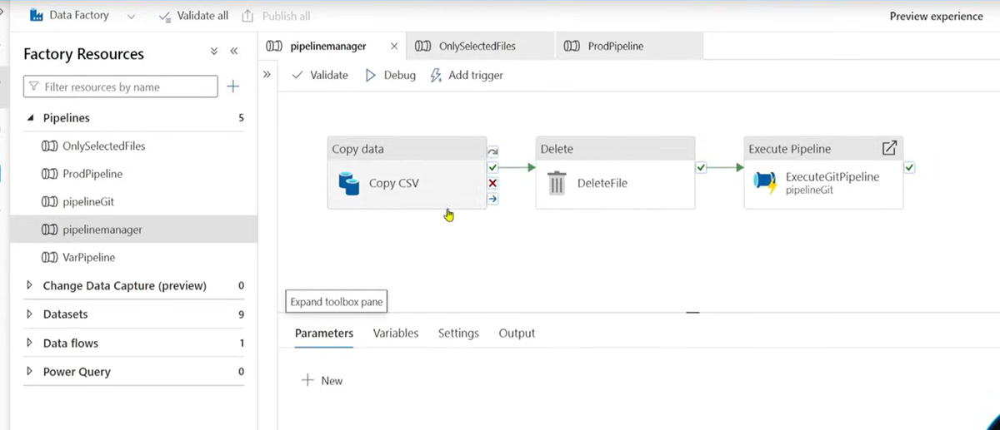 Data Factory
Validate all
Publish all
Preview experience
Factory Resources
Filter resources by name
Pipelines 5
OnlySelectedFiles
ProdPipeline
pipelineGit
pipelinemanager
VarPipeline
Change Data Capture (preview) 0
Datasets 9
Data flows 1
Power Query 0
pipelinemanager
OnlySelectedFiles
ProdPipeline
Validate
Debug
Add trigger
Copy data
Copy CSV
Delete
DeleteFile
Execute Pipeline
ExecuteGitPipeline
pipelineGit
Expand toolbox pane
Parameters
Variables
Settings
Output
New